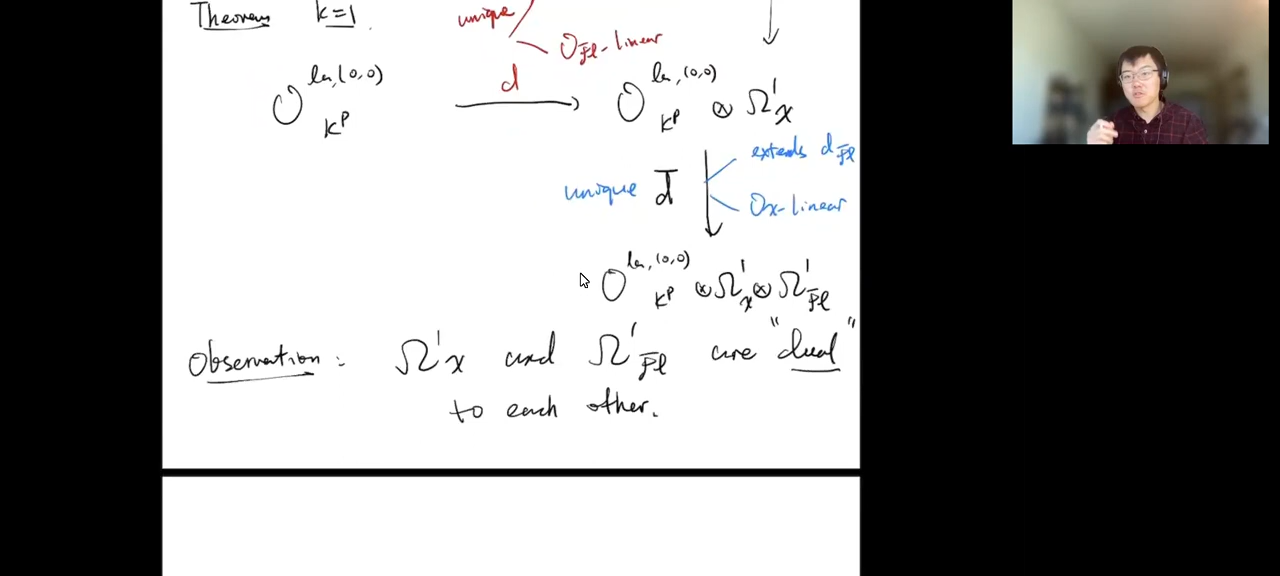 Theorem k=1.
unique
O_Fl-linear
O^{la,(0,0)}_{K^p} d → O^{la,(0,0)}_{K^p} ⊗ Ω^1_X
unique d̄ extends d_Fl
O_X-linear
O^{la,(0,0)}_{K^p} ⊗ Ω^1_X ⊗ Ω^1_Fl
Observation: Ω^1_X and Ω^1_Fl are "dual"
to each other.